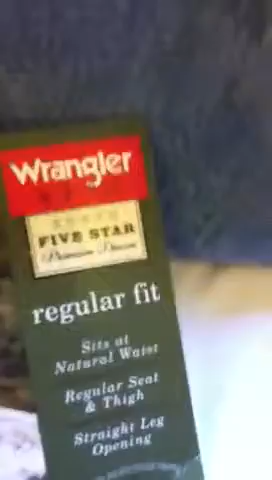 Wrangler
FIVE STAR
Premium Denim
regular fit
Sits at
Natural Waist
Regular Seat
& Thigh
Straight Leg
Opening